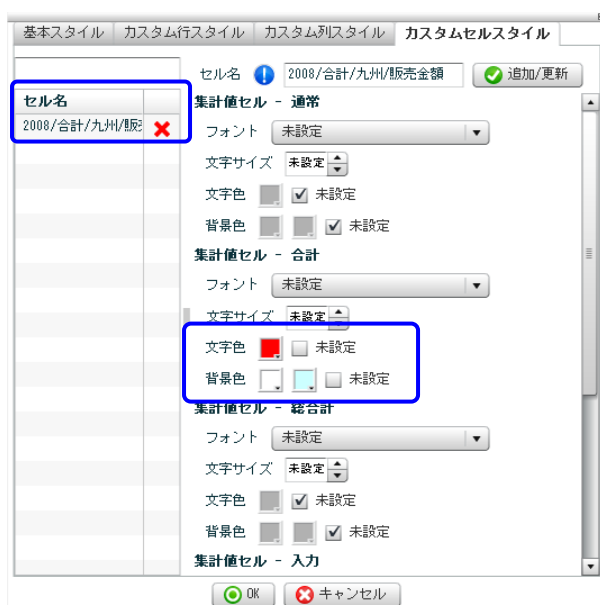 基本スタイル カスタム行スタイル カスタム列スタイル カスタムセルスタイル
セル名 2008/合計/九州/販売金額 追加/更新
セル名
2008/合計/九州/販
集計値セル - 通常
フォント 未設定
文字サイズ 未設定
文字色 未設定
背景色 未設定
集計値セル - 合計
フォント 未設定
文字サイズ 未設定
文字色 未設定
背景色 未設定
集計値セル - 総合計
フォント 未設定
文字サイズ 未設定
文字色 未設定
背景色 未設定
集計値セル - 入力
OK キャンセル